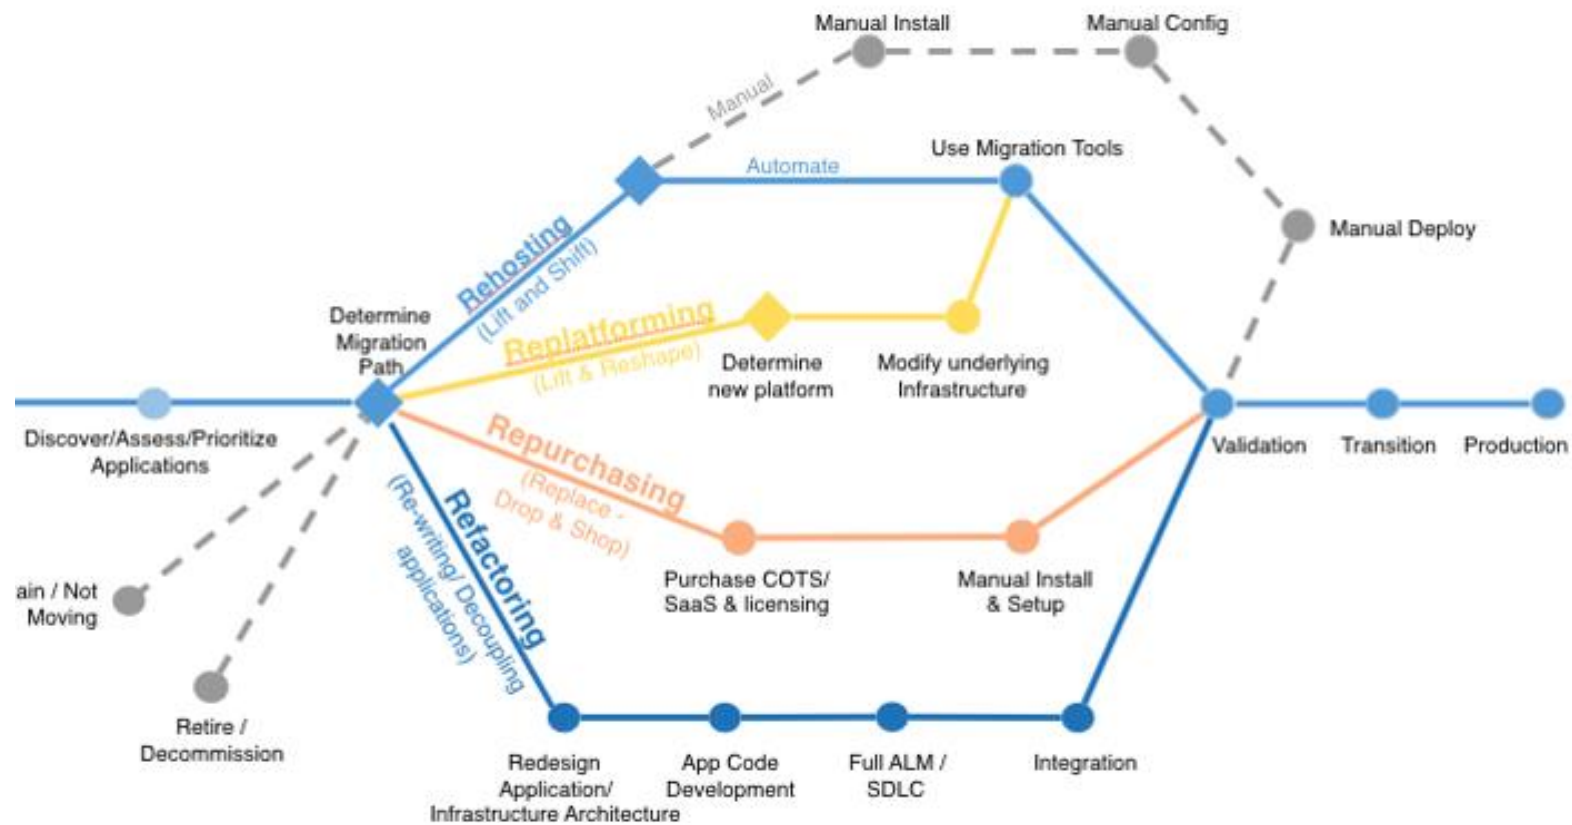 Manual Install
Manual Config
Manual
Use Migration Tools
Automate
Manual Deploy
Rehosting
(Lift and Shift)
Determine
Migration
Path
Replatforming
(Lift & Reshape)
Determine
new platform
Modify underlying
Infrastructure
Discover/Assess/Prioritize
Applications
Repurchasing
(Replace -
Drop & Shop)
Validation
Transition
Production
Refactoring
(Re-writing/ Decoupling
applications)
Purchase COTS/
SaaS & licensing
Manual Install
& Setup
ain / Not
Moving
Retire /
Decommission
Redesign
Application/
Infrastructure Architecture
App Code
Development
Full ALM /
SDLC
Integration